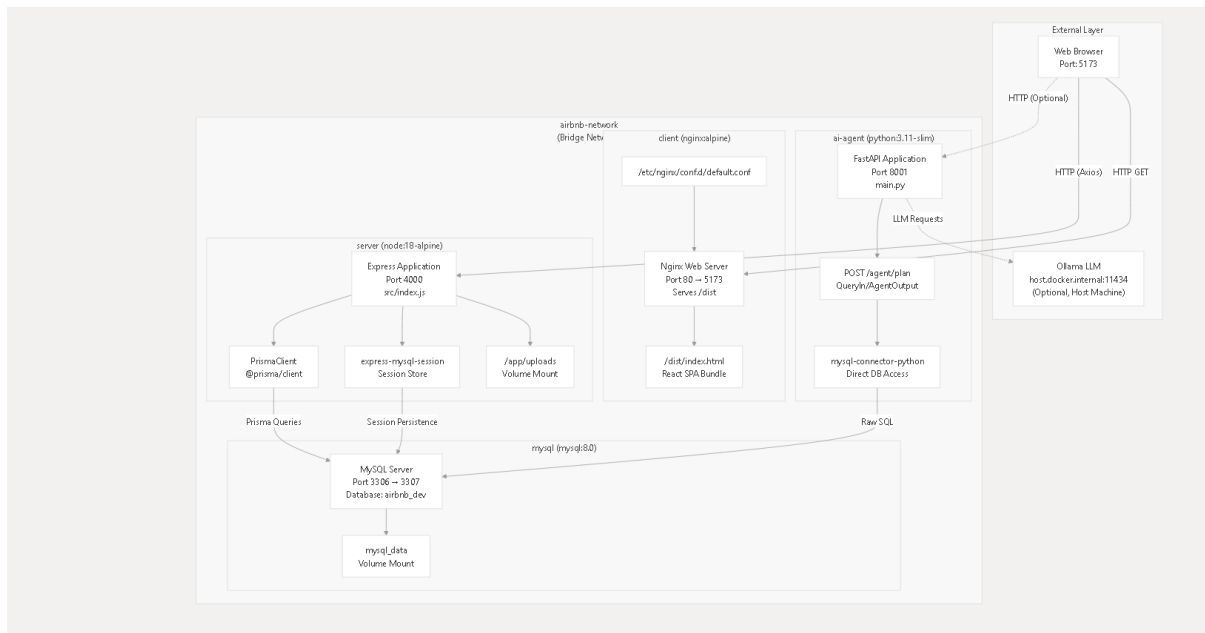 External Layer
Web Browser
Port: 5173
HTTP (Optional)
airbnb-network
(Bridge Netw
client (nginx:alpine)
ai-agent (python:3.11-slim)
/etc/nginx/conf.d/default.conf
FastAPI Application
Port 8001
main.py
HTTP (Axios)
HTTP GET
LLM Requests
server (node:18-alpine)
Express Application
Port 4000
src/index.js
Nginx Web Server
Port 80 → 5173
Serves /dist
POST /agent/plan
QueryIn/AgentOutput
Ollama LLM
host.docker.internal:11434
(Optional, Host Machine)
PrismaClient
@prisma/client
express-mysql-session
Session Store
/app/uploads
Volume Mount
/dist/index.html
React SPA Bundle
mysql-connector-python
Direct DB Access
Prisma Queries
Session Persistence
Raw SQL
mysql (mysql:8.0)
MySQL Server
Port 3306 → 3307
Database: airbnb_dev
mysql_data
Volume Mount